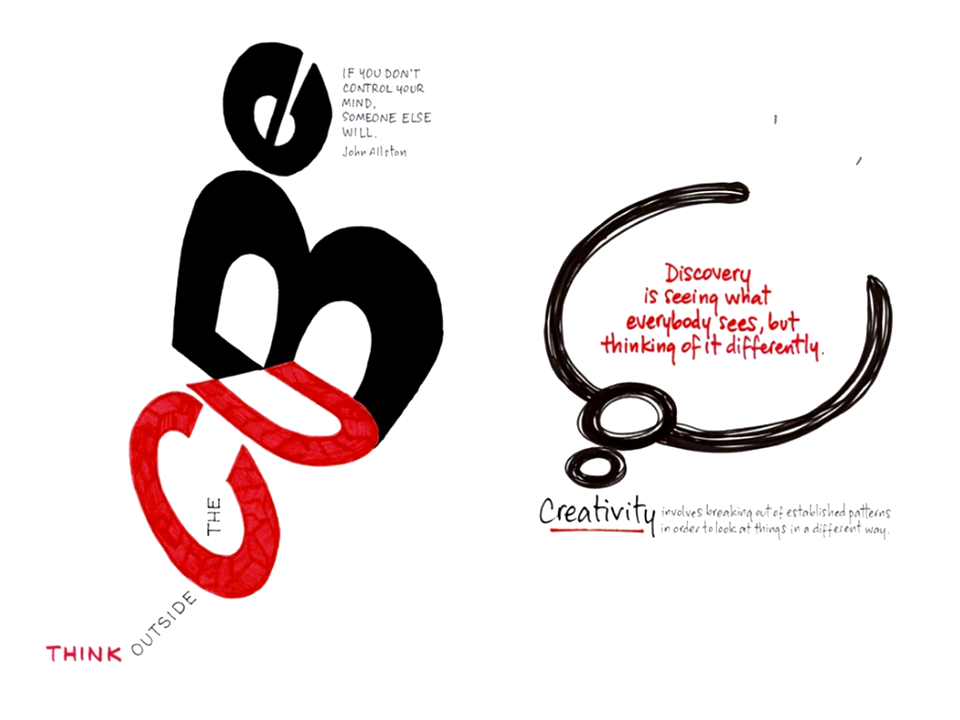 THINK
OUTSIDE
THE
CUBe
IF YOU DON'T
CONTROL YOUR
MIND,
SOMEONE ELSE
WILL.
John Allston
Discovery
is seeing what
everybody sees, but
thinking of it differently.
Creativity involves breaking out of established patterns
in order to look at things in a different way.